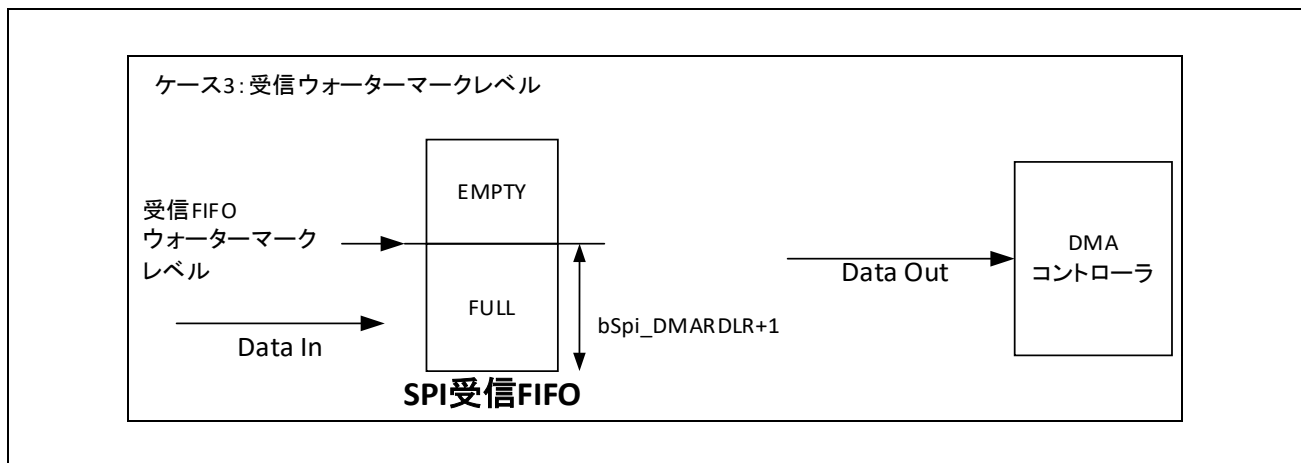 ケース3：受信ウォーターマークレベル
EMPTY
受信FIFO
ウォーターマーク
レベル
FULL
bSpi_DMARDLR+1
Data In
SPI受信FIFO
Data Out
DMA
コントローラ